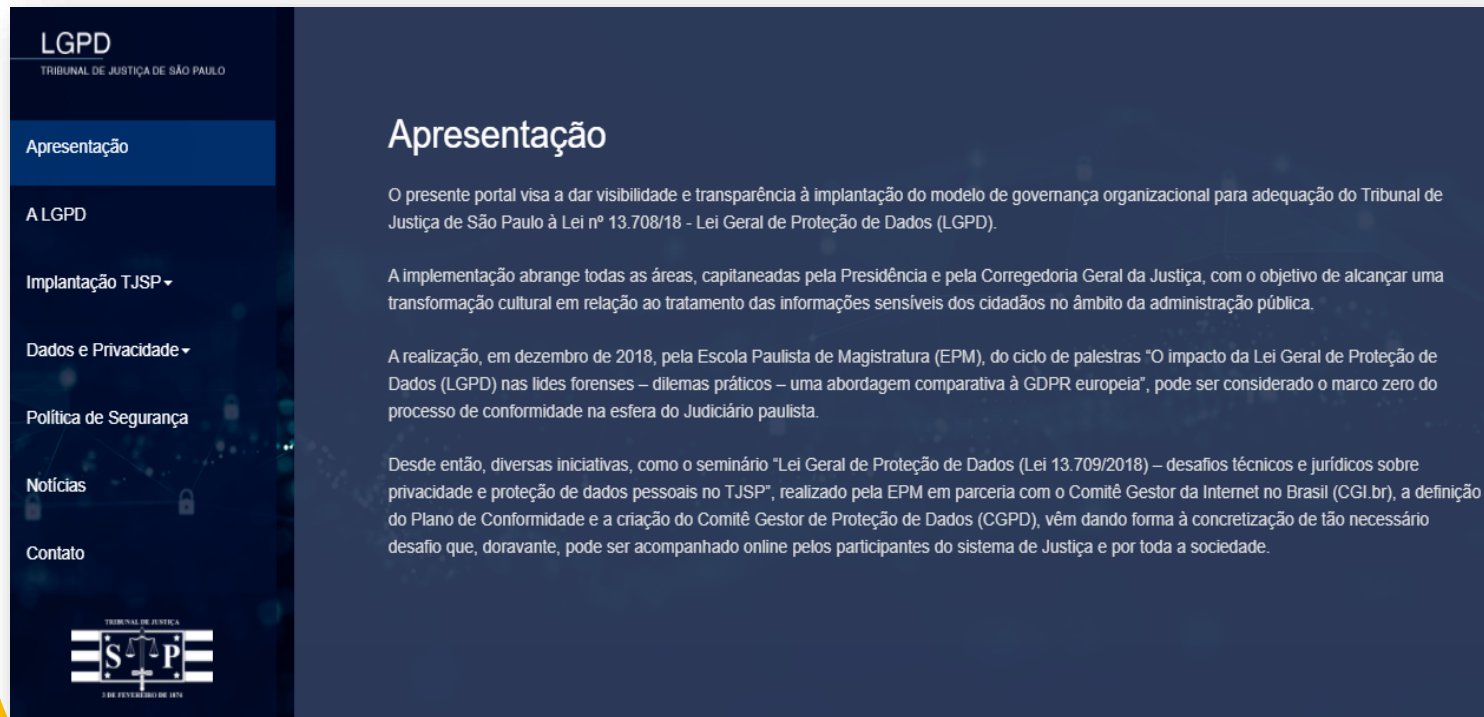 LGPD
TRIBUNAL DE JUSTIÇA DE SÃO PAULO
Apresentação
A LGPD
Implantação TJSP
Dados e Privacidade
Política de Segurança
Notícias
Contato
TRIBUNAL DE JUSTIÇA
S P
3 DE FEVEREIRO DE 1874
Apresentação
O presente portal visa a dar visibilidade e transparência à implantação do modelo de governança organizacional para adequação do Tribunal de
Justiça de São Paulo à Lei nº 13.708/18 - Lei Geral de Proteção de Dados (LGPD).
A implementação abrange todas as áreas, capitaneadas pela Presidência e pela Corregedoria Geral da Justiça, com o objetivo de alcançar uma
transformação cultural em relação ao tratamento das informações sensíveis dos cidadãos no âmbito da administração pública.
A realização, em dezembro de 2018, pela Escola Paulista de Magistratura (EPM), do ciclo de palestras “O impacto da Lei Geral de Proteção de
Dados (LGPD) nas lides forenses – dilemas práticos – uma abordagem comparativa à GDPR europeia”, pode ser considerado o marco zero do
processo de conformidade na esfera do Judiciário paulista.
Desde então, diversas iniciativas, como o seminário “Lei Geral de Proteção de Dados (Lei 13.709/2018) – desafios técnicos e jurídicos sobre
privacidade e proteção de dados pessoais no TJSP”, realizado pela EPM em parceria com o Comitê Gestor da Internet no Brasil (CGI.br), a definição
do Plano de Conformidade e a criação do Comitê Gestor de Proteção de Dados (CGPD), vêm dando forma à concretização de tão necessário
desafio que, doravante, pode ser acompanhado online pelos participantes do sistema de Justiça e por toda a sociedade.